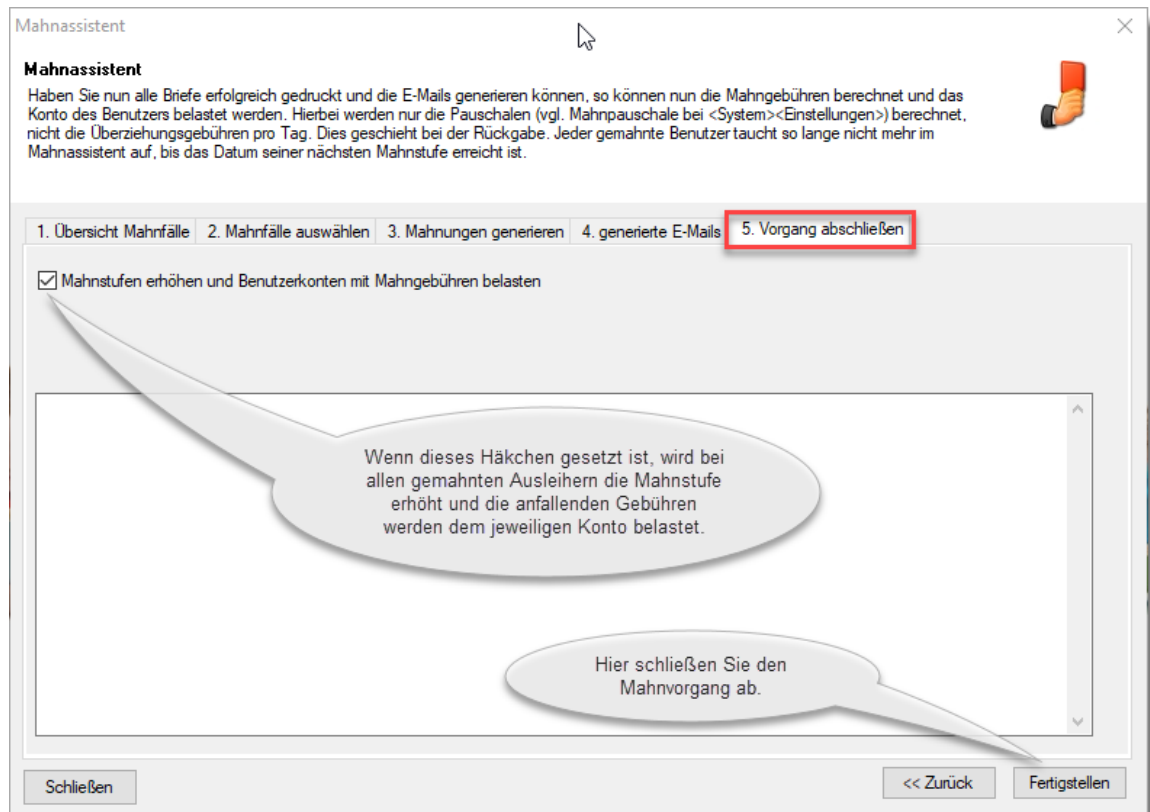 Mahnassistent
Mahnassistent
Haben Sie nun alle Briefe erfolgreich gedruckt und die E-Mails generieren können, so können nun die Mahngebühren berechnet und das
Konto des Benutzers belastet werden. Hierbei werden nur die Pauschalen (vgl. Mahnpauschale bei <System><Einstellungen>) berechnet,
nicht die Überziehungsgebühren pro Tag. Dies geschieht bei der Rückgabe. Jeder gemahnte Benutzer taucht so lange nicht mehr im
Mahnassistent auf, bis das Datum seiner nächsten Mahnstufe erreicht ist.
1. Übersicht Mahnfälle 2. Mahnfälle auswählen 3. Mahnungen generieren 4. generierte E-Mails 5. Vorgang abschließen
Mahnstufen erhöhen und Benutzerkonten mit Mahngebühren belasten
Wenn dieses Häkchen gesetzt ist, wird bei
allen gemahnten Ausleihern die Mahnstufe
erhöht und die anfallenden Gebühren
werden dem jeweiligen Konto belastet.
Hier schließen Sie den
Mahnvorgang ab.
Schließen << Zurück Fertigstellen